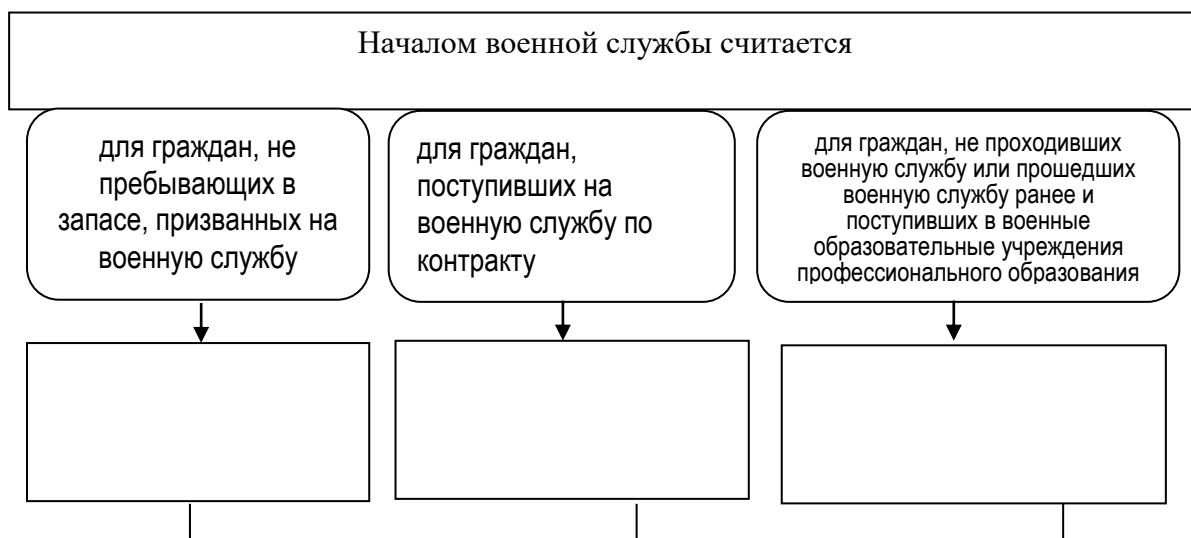 Началом военной службы считается
для граждан, не
пребывающих в
запасе, призванных на
военную службу
для граждан,
поступивших на
военную службу по
контракту
для граждан, не проходивших
военную службу или прошедших
военную службу ранее и
поступивших в военные
образовательные учреждения
профессионального образования